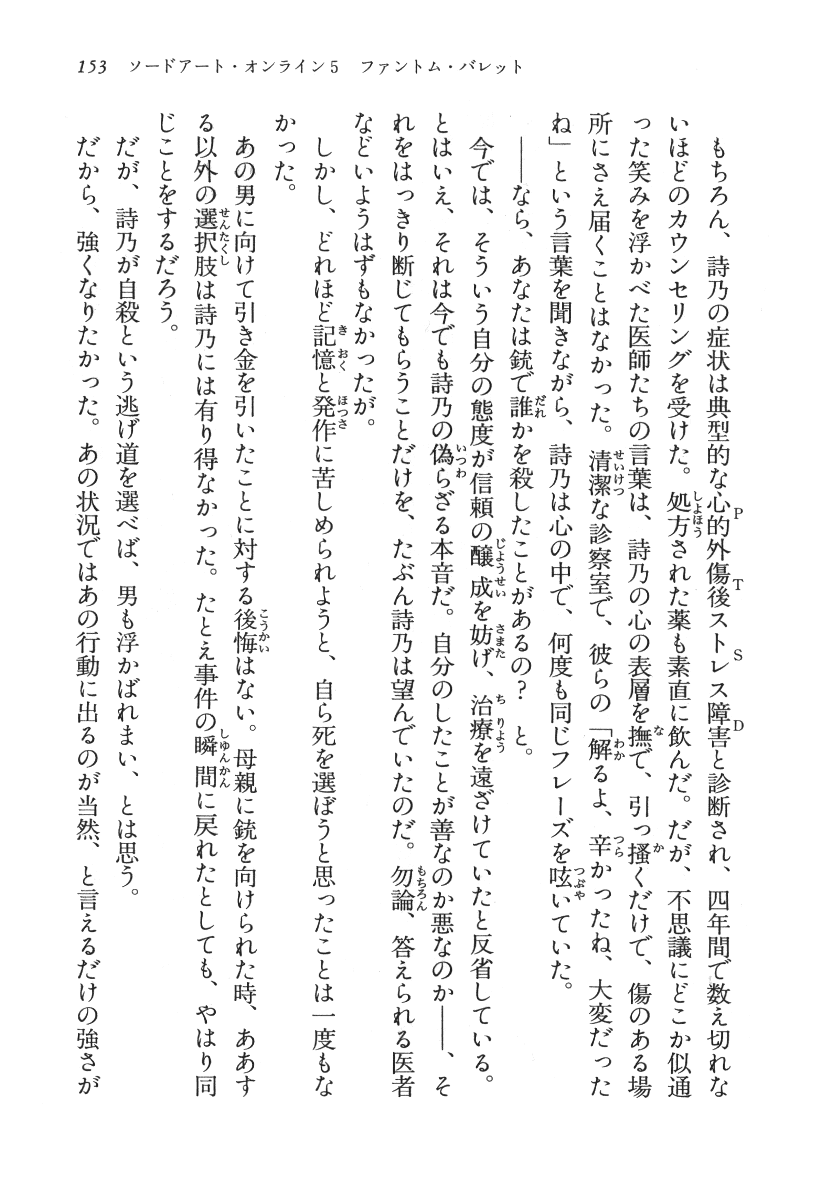 153 ソードアート・オンライン5 ファントム・バレット
もちろん、詩乃の症状は典型的な心的外傷後ストレス障害と診断され、四年間で数え切れな
いほどのカウンセリングを受けた。処方された薬も素直に飲んだ。だが、不思議にどこか似通
った笑みを浮かべた医師たちの言葉は、詩乃の心の表層を撫で、引っ掻くだけで、傷のある場
所にさえ届くことはなかった。清潔な診察室で、彼らの「解るよ、辛かったね、大変だった
ね」という言葉を聞きながら、詩乃は心の中で、何度も同じフレーズを呟いていた。
――なら、あなたは銃で誰かを殺したことがあるの? と。
今では、そういう自分の態度が信頼の醸成を妨げ、治療を遠ざけていたと反省している。
とはいえ、それは今でも詩乃の偽らざる本音だ。自分のしたことが善なのか悪なのか――、そ
れをはっきり断じてもらうことだけを、たぶん詩乃は望んでいたのだ。勿論、答えられる医者
などいようはずもなかったが。
しかし、どれほど記憶と発作に苦しめられようと、自ら死を選ぼうと思ったことは一度もな
かった。
あの男に向けて引き金を引いたことに対する後悔はない。母親に銃を向けられた時、ああす
る以外の選択肢は詩乃には有り得なかった。たとえ事件の瞬間に戻れたとしても、やはり同
じことをするだろう。
だが、詩乃が自殺という逃げ道を選べば、男も浮かばれまい、とは思う。
だから、強くなりたかった。あの状況ではあの行動に出るのが当然、と言えるだけの強さが